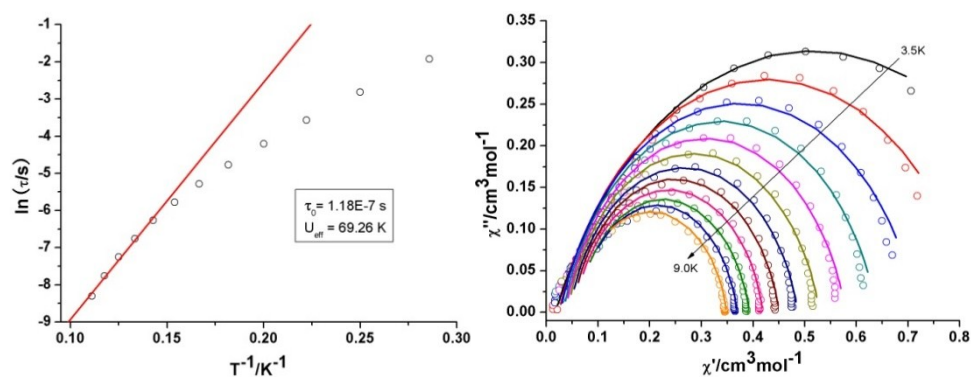 -1
-2
-3
-4
-5
-6
-7
-8
-9
ln(τ/s)
τ₀= 1.18E-7 s
U_eff = 69.26 K
0.10 0.15 0.20 0.25 0.30
T⁻¹/K⁻¹
0.35
0.30
0.25
0.20
0.15
0.10
0.05
0.00
χ''/cm³mol⁻¹
3.5K
9.0K
0.0 0.1 0.2 0.3 0.4 0.5 0.6 0.7 0.8
χ'/cm³mol⁻¹